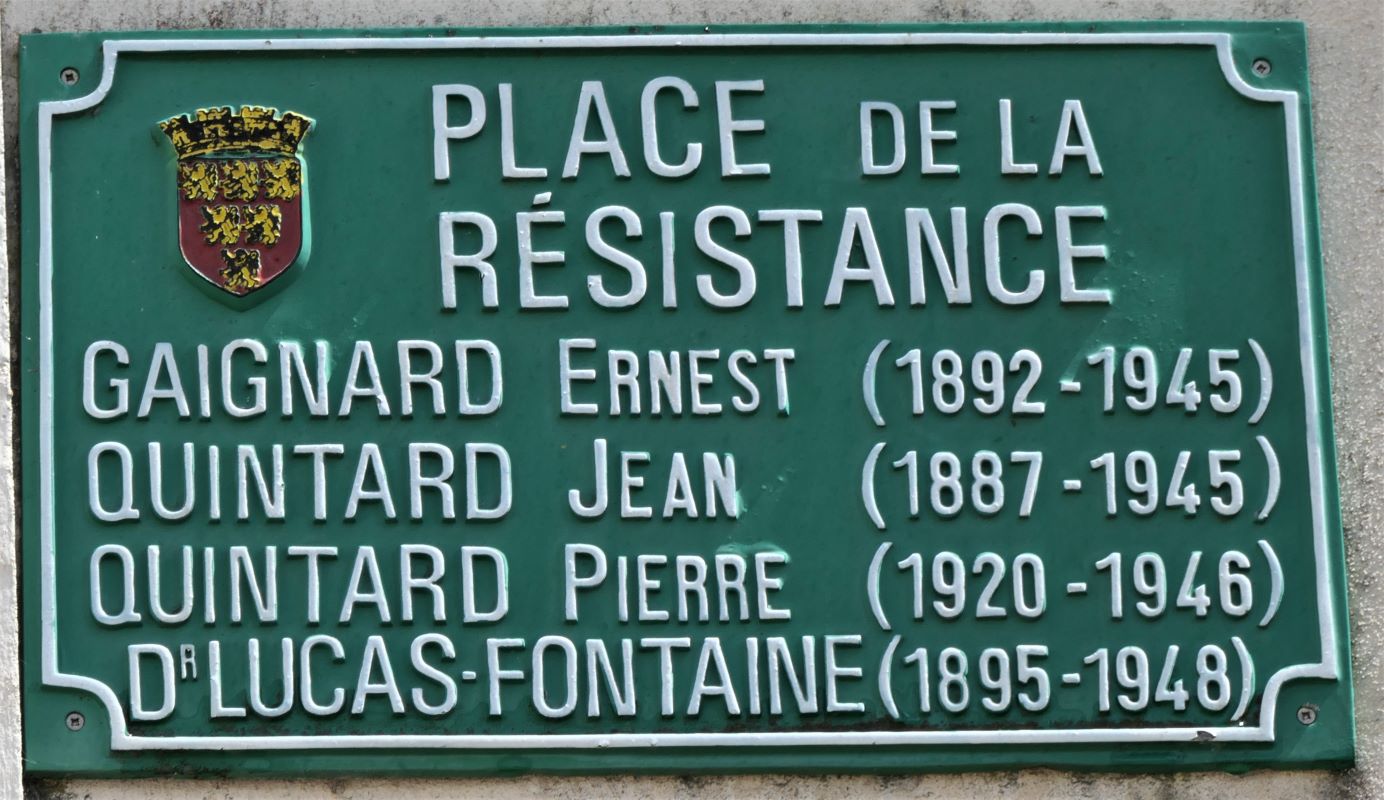 PLACE DE LA
RÉSISTANCE
GAIGNARD ERNEST (1892-1945)
QUINTARD JEAN (1887-1945)
QUINTARD PIERRE (1920-1946)
DR LUCAS-FONTAINE (1895-1948)